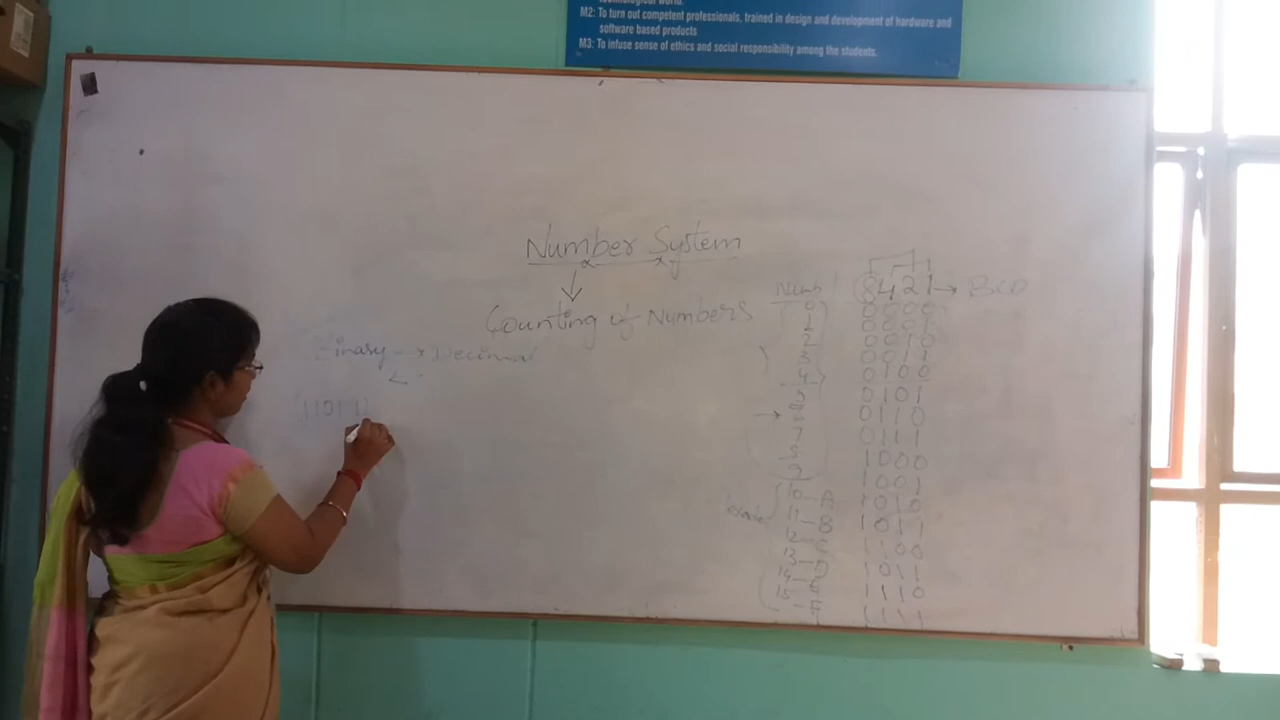 technological world.
M2: To turn out competent professionals, trained in design and development of hardware and
software based products
M3: To infuse sense of ethics and social responsibility among the students.
Number System
Counting of Numbers
Binary → Decimal
(11011)
Numb 8421 → BCD
0 0000
1 0001
2 0010
3 0011
4 0100
5 0101
6 0110
7 0111
8 1000
9 1001
10 - A 1010
11 - B 1011
12 - C 1100
13 - D 1011
14 - E 1110
15 - F 1111